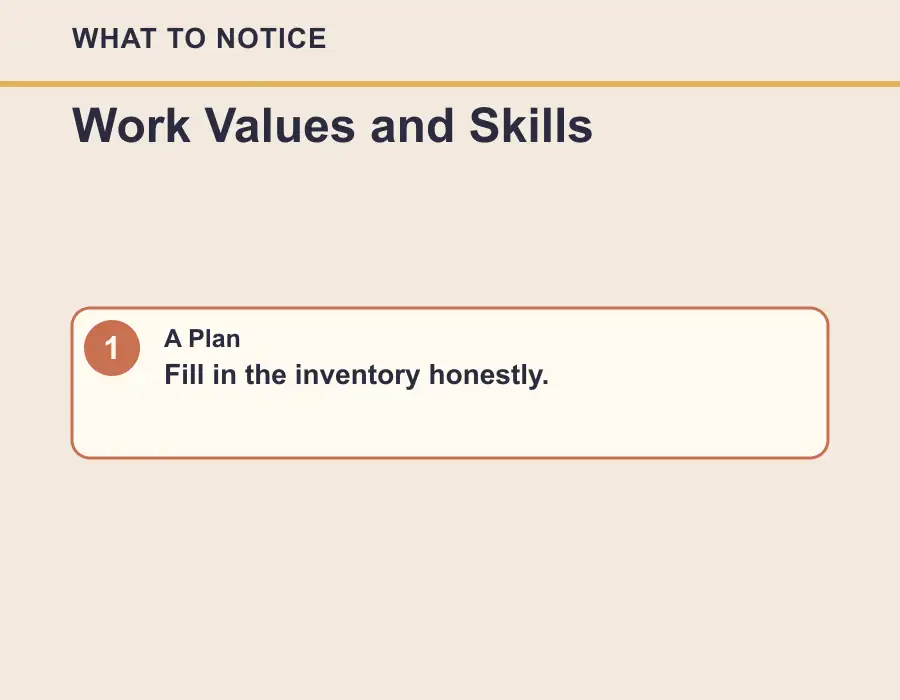 WHAT TO NOTICE
Work Values and Skills
1
A Plan
Fill in the inventory honestly.